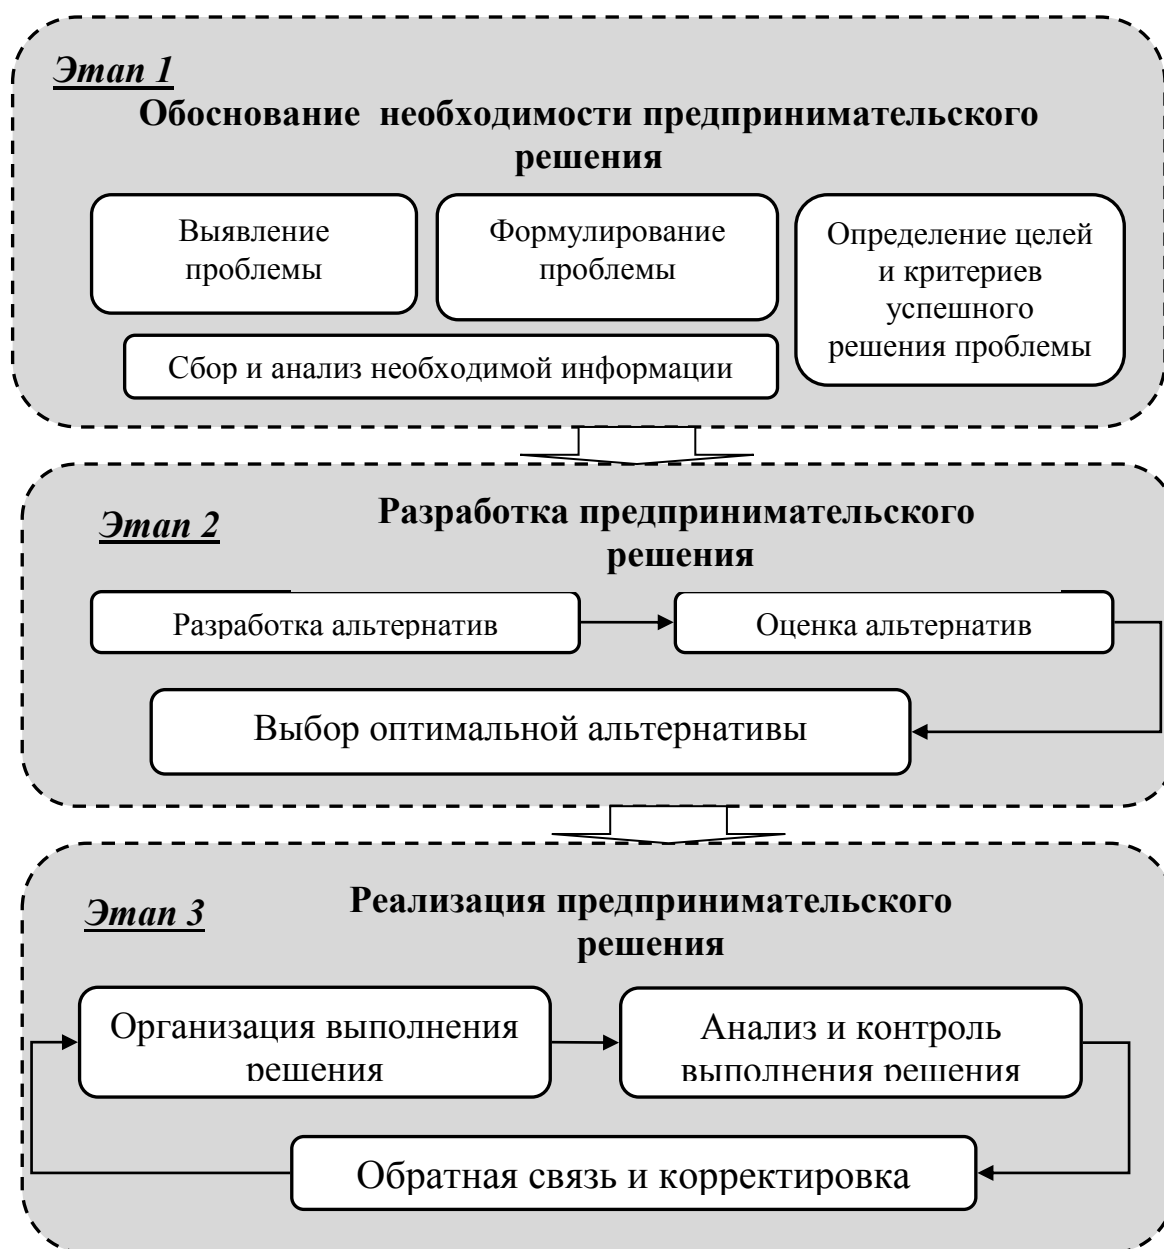 Этап 1
Обоснование необходимости предпринимательского
решения
Выявление
проблемы
Формулирование
проблемы
Определение целей
и критериев
успешного
решения проблемы
Сбор и анализ необходимой информации
Этап 2
Разработка предпринимательского
решения
Разработка альтернатив
Оценка альтернатив
Выбор оптимальной альтернативы
Этап 3
Реализация предпринимательского
решения
Организация выполнения
решения
Анализ и контроль
выполнения решения
Обратная связь и корректировка